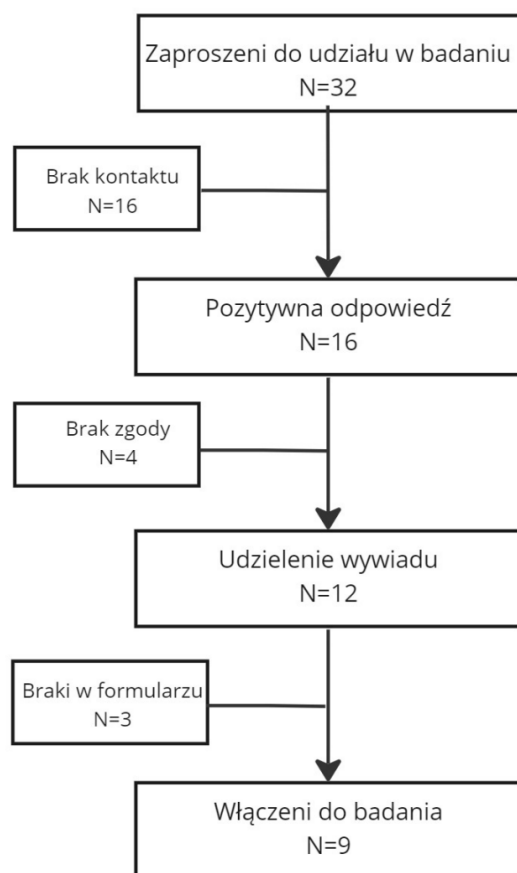 Zaproszeni do udziału w badaniu
N=32
Brak kontaktu
N=16
Pozytywna odpowiedź
N=16
Brak zgody
N=4
Udzielenie wywiadu
N=12
Braki w formularzu
N=3
Włączeni do badania
N=9